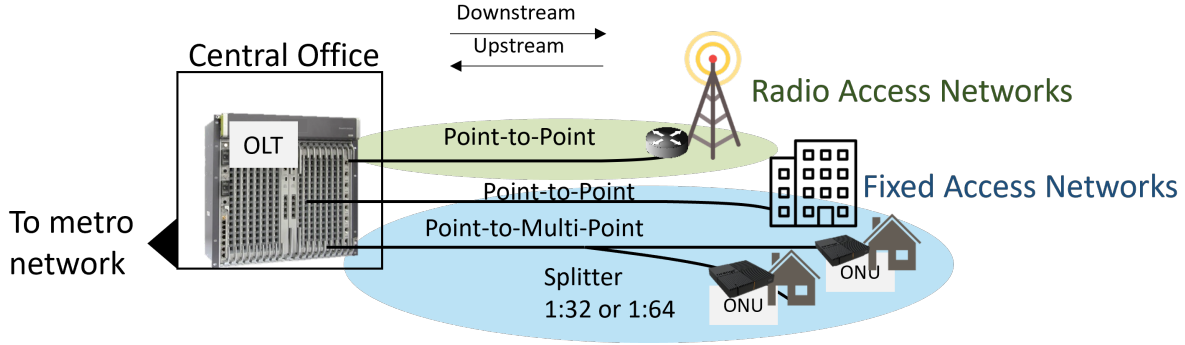 Downstream
Upstream
Central Office
Radio Access Networks
OLT
Point-to-Point
Point-to-Point
Fixed Access Networks
To metro
network
Point-to-Multi-Point
Splitter
1:32 or 1:64
ONU
ONU